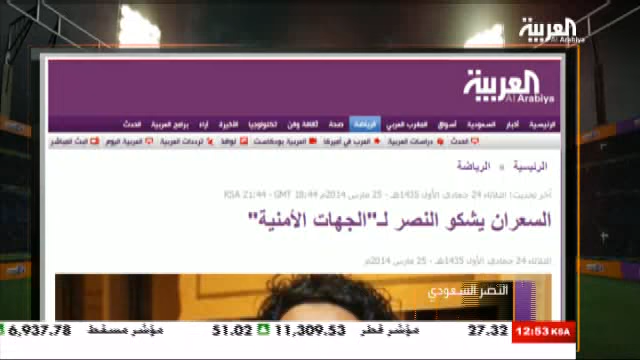 العربية
Al Arabiya
العربية
Al Arabiya
الرئيسية أخبار السعودية أسواق المغرب العربي الرياضة صحة ثقافة وفن تكنولوجيا الأخيرة آراء برامج العربية الحدث
الحدث دراسات العربية العرب في أميركا العربية بودكاست ترددات العربية العربية اليوم البث المباشر
الرئيسية » الرياضة
آخر تحديث: الثلاثاء 24 جمادى الأول 1435هـ - 25 مارس 2014م KSA 21:44 - GMT 18:44
السعران يشكو النصر لـ"الجهات الأمنية"
الثلاثاء 24 جمادى الأول 1435هـ - 25 مارس 2014م
النصر السعودي
12:53 KSA 27.32 مؤشر قطر 11,309.53 51.02 مؤشر مسقط 6,937.78